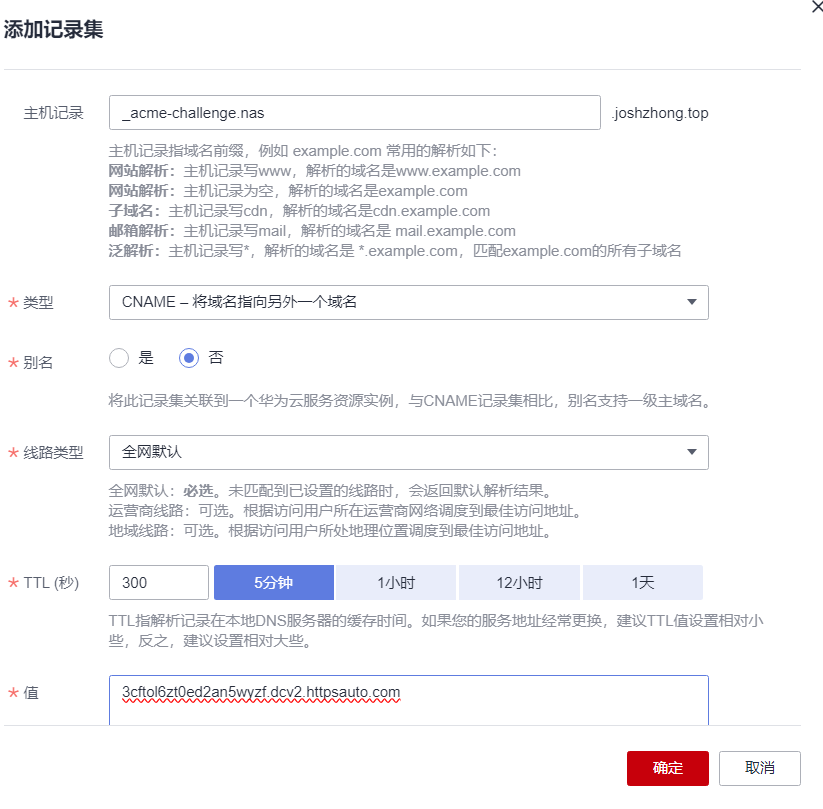 添加记录集
主机记录
_acme-challenge.nas
.joshzhong.top
主机记录指域名前缀，例如 example.com 常用的解析如下：
网站解析：主机记录写www，解析的域名是www.example.com
网站解析：主机记录为空，解析的域名是example.com
子域名：主机记录写cdn，解析的域名是cdn.example.com
邮箱解析：主机记录写mail，解析的域名是 mail.example.com
泛解析：主机记录写*，解析的域名是 *.example.com，匹配example.com的所有子域名
* 类型
CNAME – 将域名指向另外一个域名
* 别名
是 否
将此记录集关联到一个华为云服务资源实例，与CNAME记录集相比，别名支持一级主域名。
* 线路类型
全网默认
全网默认：必选。未匹配到已设置的线路时，会返回默认解析结果。
运营商线路：可选。根据访问用户所在运营商网络调度到最佳访问地址。
地域线路：可选。根据访问用户所处地理位置调度到最佳访问地址。
* TTL (秒)
300 5分钟 1小时 12小时 1天
TTL指解析记录在本地DNS服务器的缓存时间。如果您的服务地址经常更换，建议TTL值设置相对小
些，反之，建议设置相对大些。
* 值
3cftol6zt0ed2an5wyzf.dcv2.httpsauto.com
确定 取消